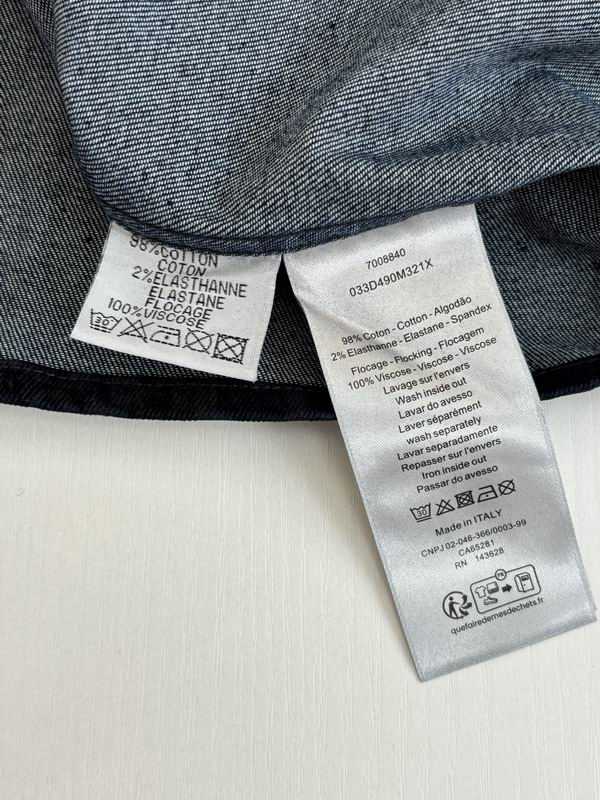 98%COTTON
COTON
2%ELASTHANNE
ELASTANE
FLOCAGE
100%VISCOSE
30
7008840
033D490M321X
98% Coton - Cotton - Algodão
2% Elasthanne - Elastane - Spandex
Flocage - Flocking - Flocagem
100% Viscose - Viscose - Viscose
Lavage sur l'envers
Wash inside out
Lavar do avesso
Laver séparément
wash separately
Lavar separadamente
Repasser sur l'envers
Iron inside out
Passar do avesso
30
Made in ITALY
CNPJ 02-046-366/0003-99
CA65281
RN 143628
FR
quefairedemesdechets.fr